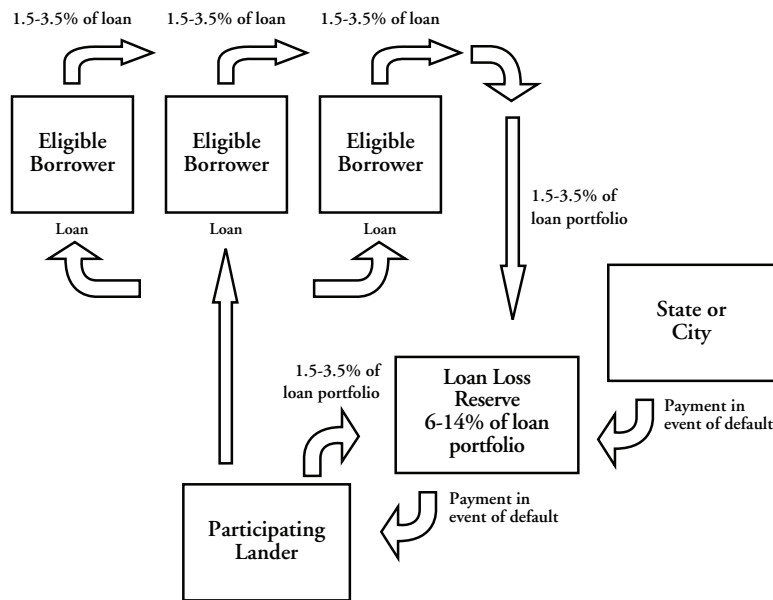 1.5-3.5% of loan
1.5-3.5% of loan
1.5-3.5% of loan
Eligible
Borrower
Eligible
Borrower
Eligible
Borrower
Loan
Loan
Loan
1.5-3.5% of
loan portfolio
State or
City
1.5-3.5% of
loan portfolio
Loan Loss
Reserve
6-14% of loan
portfolio
Payment in
event of default
Participating
Lander
Payment in
event of default